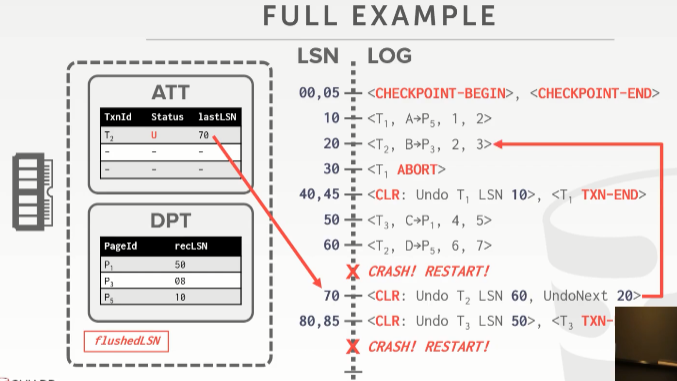 FULL EXAMPLE
LSN LOG
ATT
TxnId Status lastLSN
T2 U 70
- - -
- - -
DPT
PageId recLSN
P1 50
P3 08
P5 10
flushedLSN
00,05 <CHECKPOINT-BEGIN>, <CHECKPOINT-END>
10 <T1, A→P5, 1, 2>
20 <T2, B→P3, 2, 3>
30 <T1 ABORT>
40,45 <CLR: Undo T1 LSN 10>, <T1 TXN-END>
50 <T3, C→P1, 4, 5>
60 <T2, D→P5, 6, 7>
X CRASH! RESTART!
70 <CLR: Undo T2 LSN 60, UndoNext 20>
80,85 <CLR: Undo T3 LSN 50>, <T3 TXN-
X CRASH! RESTART!